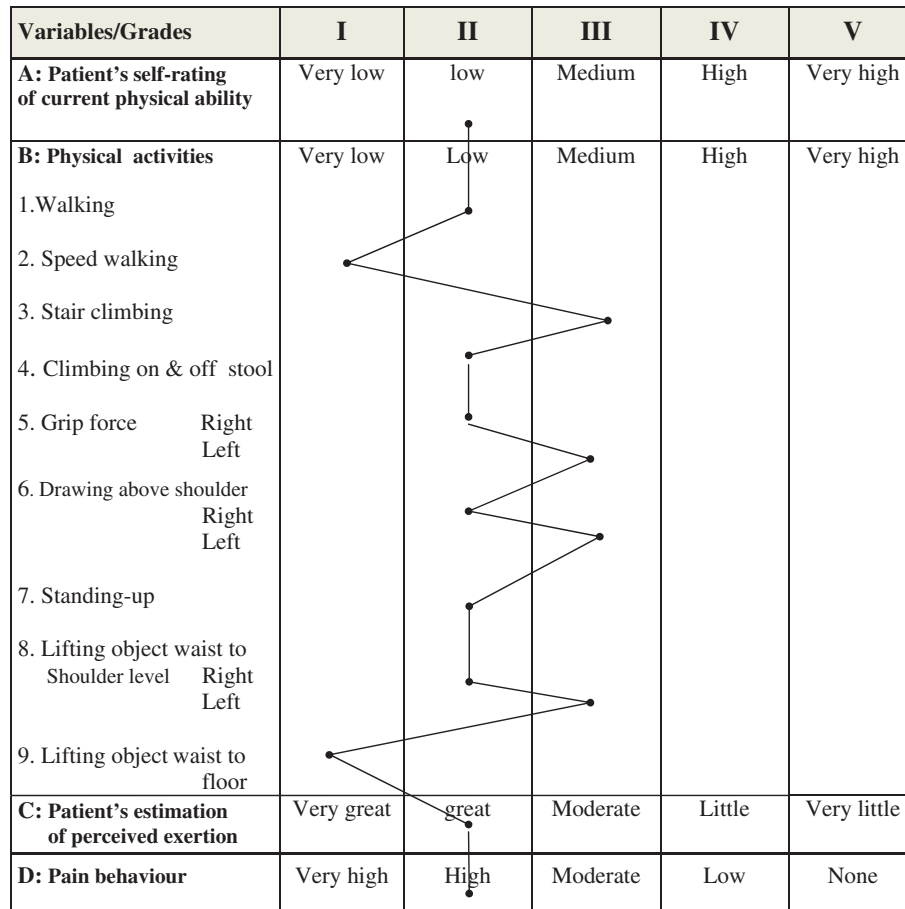 Variables/Grades I II III IV V
A: Patient's self-rating Very low low Medium High Very high
of current physical ability
B: Physical activities Very low Low Medium High Very high
1.Walking
2. Speed walking
3. Stair climbing
4. Climbing on & off stool
5. Grip force Right
Left
6. Drawing above shoulder
Right
Left
7. Standing-up
8. Lifting object waist to
Shoulder level Right
Left
9. Lifting object waist to
floor
C: Patient's estimation Very great great Moderate Little Very little
of perceived exertion
D: Pain behaviour Very high High Moderate Low None